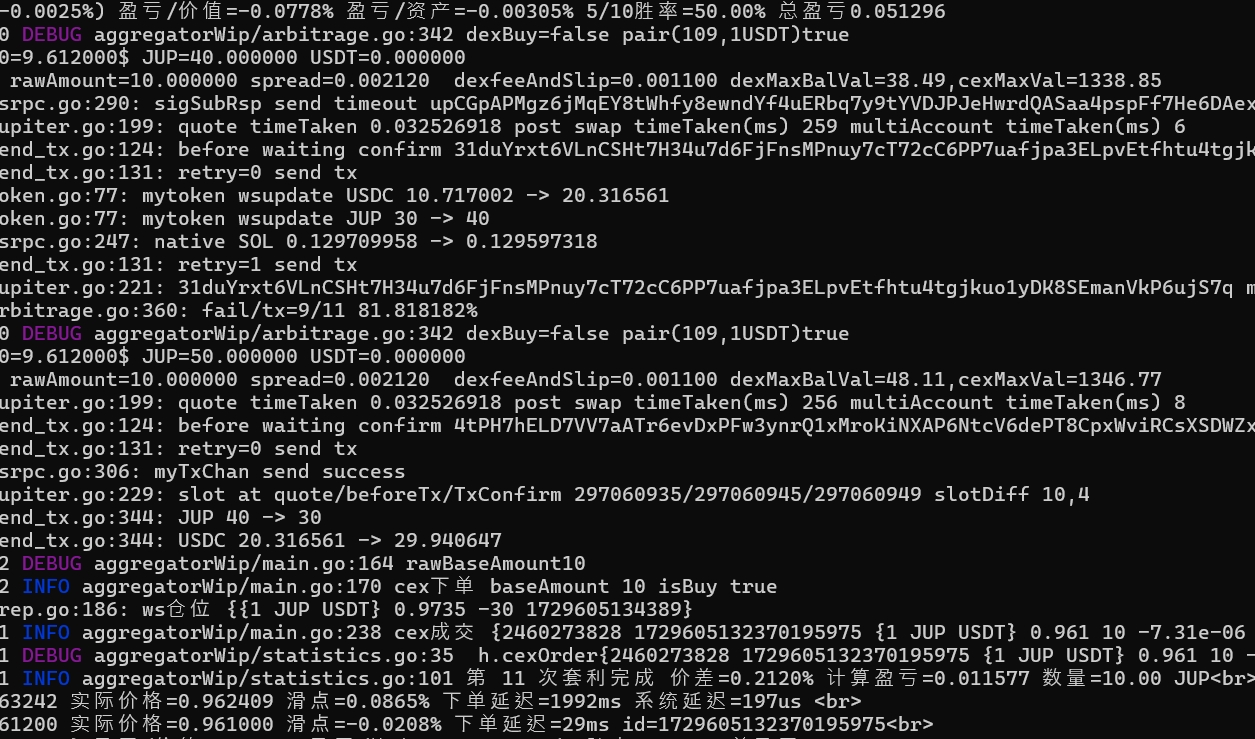 -0.0025%) 盈亏/价值=-0.0778% 盈亏/资产=-0.00305% 5/10胜率=50.00% 总盈亏0.051296
0 DEBUG aggregatorWip/arbitrage.go:342 dexBuy=false pair(109,1USDT)true
0=9.612000$ JUP=40.000000 USDT=0.000000
rawAmount=10.000000 spread=0.002120  dexfeeAndSlip=0.001100 dexMaxBalVal=38.49,cexMaxVal=1338.85
srpc.go:290: sigSubRsp send timeout upCGpAPMgz6jMqEY8tWhfy8ewndYf4uERbq7y9tYVDJPJeHwrdQASaa4pspFf7He6DAex
upiter.go:199: quote timeTaken 0.032526918 post swap timeTaken(ms) 259 multiAccount timeTaken(ms) 6
end_tx.go:124: before waiting confirm 31duYrxt6VLnCSHt7H34u7d6FjFnsMPnuy7cT72cC6PP7uafjpa3ELpvEtfhtu4tgjk
end_tx.go:131: retry=0 send tx
oken.go:77: mytoken wsupdate USDC 10.717002 -> 20.316561
oken.go:77: mytoken wsupdate JUP 30 -> 40
srpc.go:247: native SOL 0.129709958 -> 0.129597318
end_tx.go:131: retry=1 send tx
upiter.go:221: 31duYrxt6VLnCSHt7H34u7d6FjFnsMPnuy7cT72cC6PP7uafjpa3ELpvEtfhtu4tgjkuo1yDK8SEmanVkP6ujS7q m
rbitrage.go:360: fail/tx=9/11 81.818182%
0 DEBUG aggregatorWip/arbitrage.go:342 dexBuy=false pair(109,1USDT)true
0=9.612000$ JUP=50.000000 USDT=0.000000
rawAmount=10.000000 spread=0.002120  dexfeeAndSlip=0.001100 dexMaxBalVal=48.11,cexMaxVal=1346.77
upiter.go:199: quote timeTaken 0.032526918 post swap timeTaken(ms) 256 multiAccount timeTaken(ms) 8
end_tx.go:124: before waiting confirm 4tPH7hELD7VV7aATr6evDxPFw3ynrQ1xMroKiNXAP6NtcV6dePT8CpxWviRCsXSDWZx
end_tx.go:131: retry=0 send tx
srpc.go:306: myTxChan send success
upiter.go:229: slot at quote/beforeTx/TxConfirm 297060935/297060945/297060949 slotDiff 10,4
end_tx.go:344: JUP 40 -> 30
end_tx.go:344: USDC 20.316561 -> 29.940647
2 DEBUG aggregatorWip/main.go:164 rawBaseAmount10
2 INFO aggregatorWip/main.go:170 cex下单 baseAmount 10 isBuy true
rep.go:186: ws仓位 {{1 JUP USDT} 0.9735 -30 1729605134389}
1 INFO aggregatorWip/main.go:238 cex成交 {2460273828 1729605132370195975 {1 JUP USDT} 0.961 10 -7.31e-06
1 DEBUG aggregatorWip/statistics.go:35  h.cexOrder{2460273828 1729605132370195975 {1 JUP USDT} 0.961 10 -
1 INFO aggregatorWip/statistics.go:101 第 11 次套利完成 价差=0.2120% 计算盈亏=0.011577 数量=10.00 JUP<br>
63242 实际价格=0.962409 滑点=0.0865% 下单延迟=1992ms 系统延迟=197us <br>
61200 实际价格=0.961000 滑点=-0.0208% 下单延迟=29ms id=1729605132370195975<br>